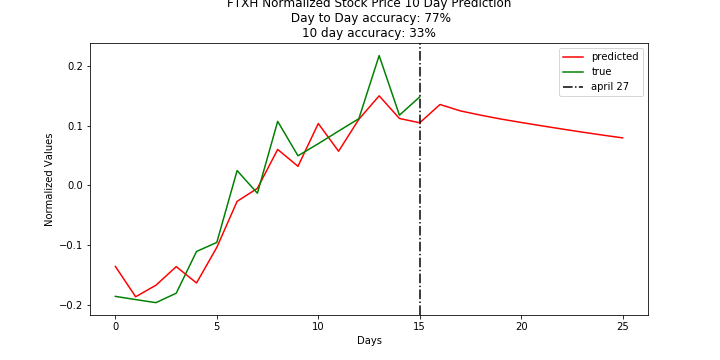 FTXH Normalized Stock Price 10 Day Prediction
Day to Day accuracy: 77%
10 day accuracy: 33%
predicted
true
april 27
Normalized Values
0.2
0.1
0.0
−0.1
−0.2
0
5
10
15
20
25
Days